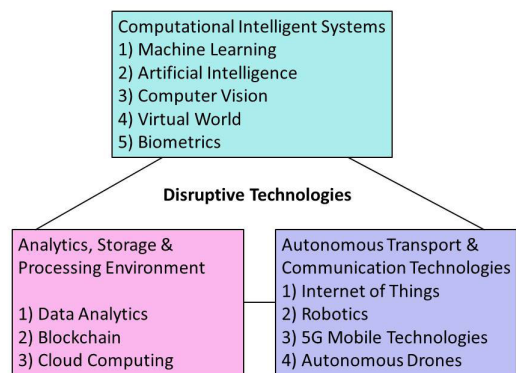 Computational Intelligent Systems
1) Machine Learning
2) Artificial Intelligence
3) Computer Vision
4) Virtual World
5) Biometrics
Disruptive Technologies
Analytics, Storage &
Processing Environment
1) Data Analytics
2) Blockchain
3) Cloud Computing
Autonomous Transport &
Communication Technologies
1) Internet of Things
2) Robotics
3) 5G Mobile Technologies
4) Autonomous Drones